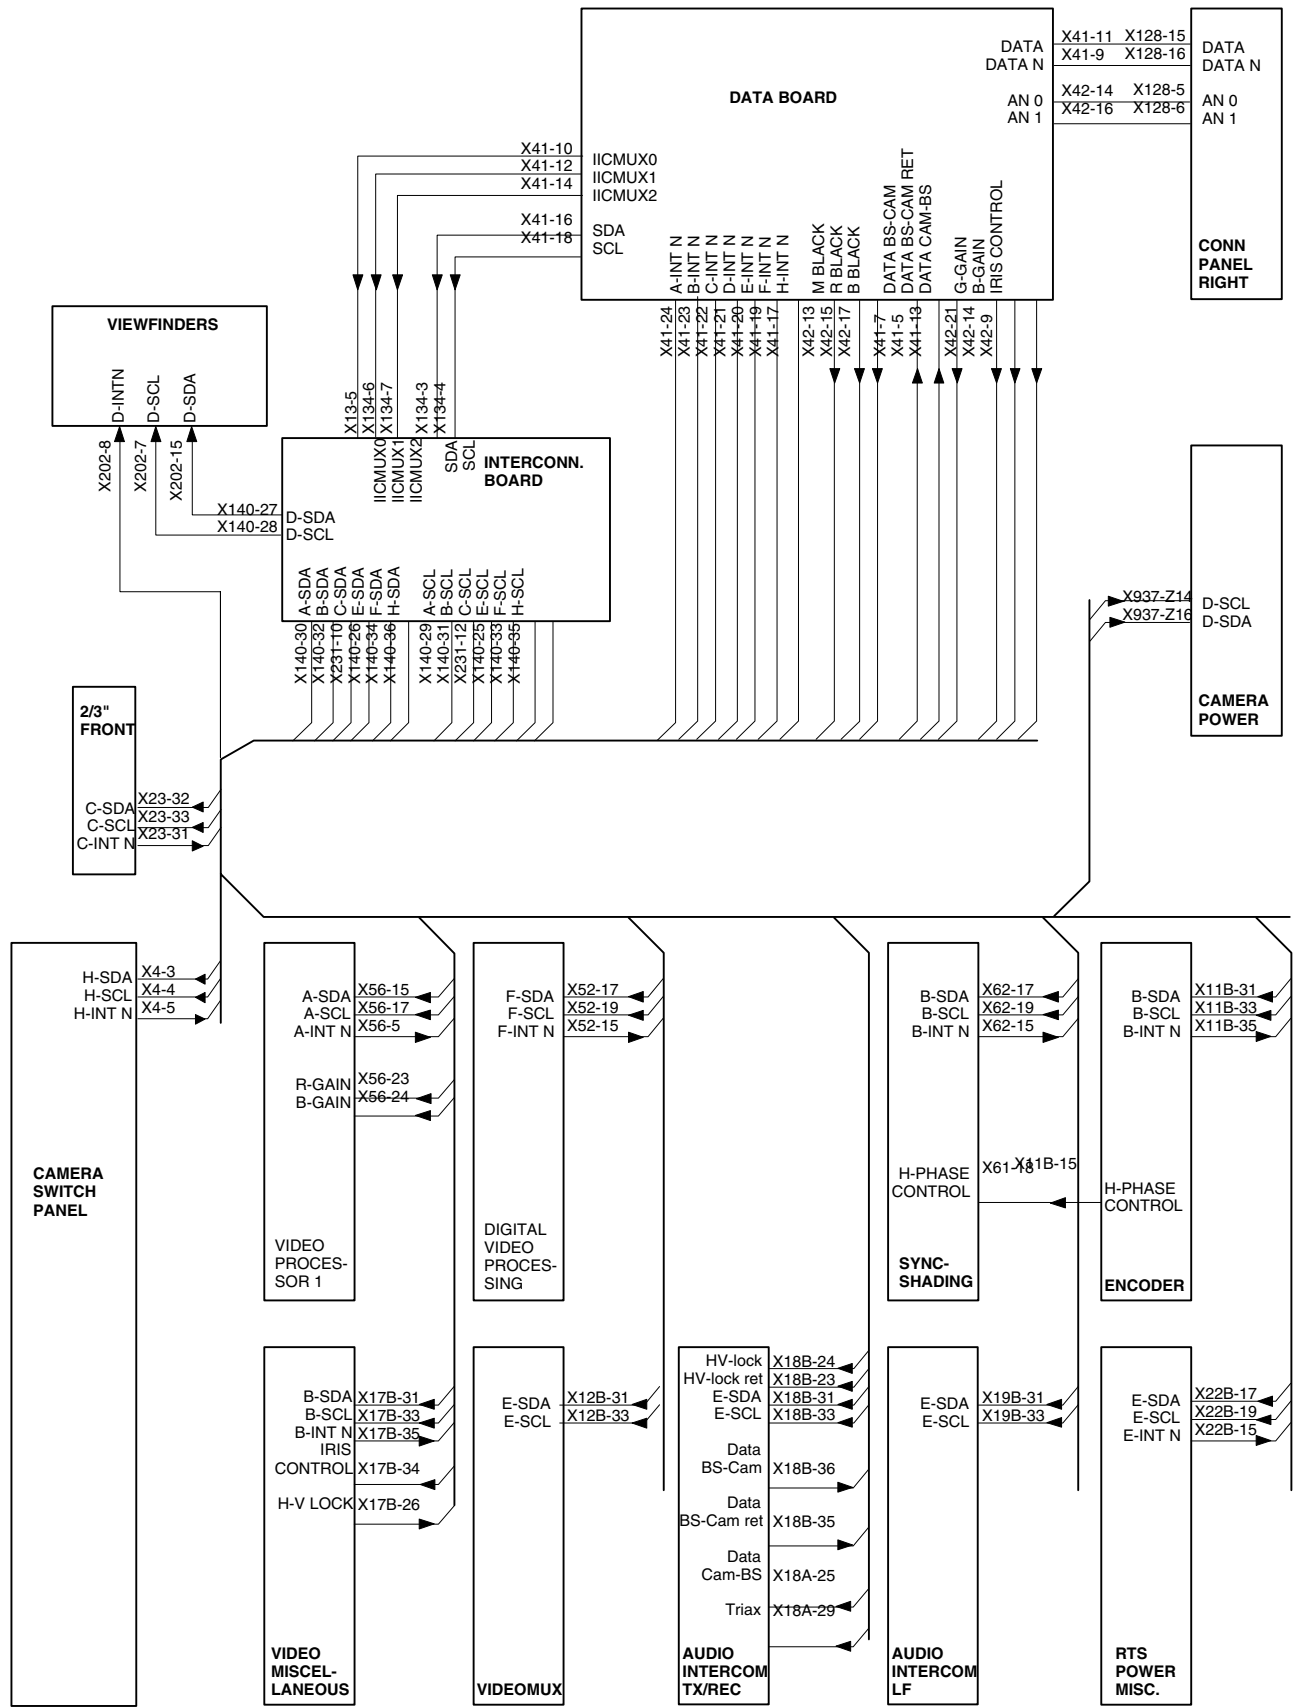 DATA BOARD
DATA
DATA N
AN 0
AN 1
X41-11 X128-15
X41-9 X128-16
X42-14 X128-5
X42-16 X128-6
DATA
DATA N
AN 0
AN 1
CONN
PANEL
RIGHT
X41-10
X41-12
X41-14
X41-16
X41-18
IICMUX0
IICMUX1
IICMUX2
SDA
SCL
A-INT N
B-INT N
C-INT N
D-INT N
E-INT N
F-INT N
H-INT N
M BLACK
R BLACK
B BLACK
DATA BS-CAM
DATA BS-CAM RET
DATA CAM-BS
G-GAIN
B-GAIN
IRIS CONTROL
X41-24
X41-23
X41-22
X41-21
X41-20
X41-19
X41-17
X42-13
X42-15
X42-17
X41-7
X41-5
X41-13
X42-21
X42-14
X42-9
VIEWFINDERS
D-INTN
D-SCL
D-SDA
X202-8
X202-7
X202-15
X13-5
X134-6
X134-7
X134-3
X134-4
IICMUX0
IICMUX1
IICMUX2
SDA
SCL
INTERCONN.
BOARD
X140-27
X140-28
D-SDA
D-SCL
A-SDA
B-SDA
C-SDA
E-SDA
F-SDA
H-SDA
A-SCL
B-SCL
C-SCL
E-SCL
F-SCL
H-SCL
X140-30
X140-32
X231-10
X140-26
X140-34
X140-36
X140-29
X140-31
X231-12
X140-25
X140-33
X140-35
X937-Z14
X937-Z16
D-SCL
D-SDA
CAMERA
POWER
2/3"
FRONT
C-SDA X23-32
C-SCL X23-33
C-INT N X23-31
H-SDA X4-3
H-SCL X4-4
H-INT N X4-5
CAMERA
SWITCH
PANEL
A-SDA X56-15
A-SCL X56-17
A-INT N X56-5
R-GAIN X56-23
B-GAIN X56-24
VIDEO
PROCES-
SOR 1
F-SDA X52-17
F-SCL X52-19
F-INT N X52-15
DIGITAL
VIDEO
PROCES-
SING
B-SDA X62-17
B-SCL X62-19
B-INT N X62-15
H-PHASE
CONTROL
X61-18
X11B-15
SYNC-
SHADING
B-SDA X11B-31
B-SCL X11B-33
B-INT N X11B-35
H-PHASE
CONTROL
ENCODER
B-SDA X17B-31
B-SCL X17B-33
B-INT N X17B-35
IRIS
CONTROL X17B-34
H-V LOCK X17B-26
VIDEO
MISCEL-
LANEOUS
E-SDA X12B-31
E-SCL X12B-33
VIDEOMUX
HV-lock X18B-24
HV-lock ret X18B-23
E-SDA X18B-31
E-SCL X18B-33
Data
BS-Cam X18B-36
Data
BS-Cam ret X18B-35
Data
Cam-BS X18A-25
Triax X18A-29
AUDIO
INTERCOM
TX/REC
E-SDA X19B-31
E-SCL X19B-33
AUDIO
INTERCOM
LF
E-SDA X22B-17
E-SCL X22B-19
E-INT N X22B-15
RTS
POWER
MISC.